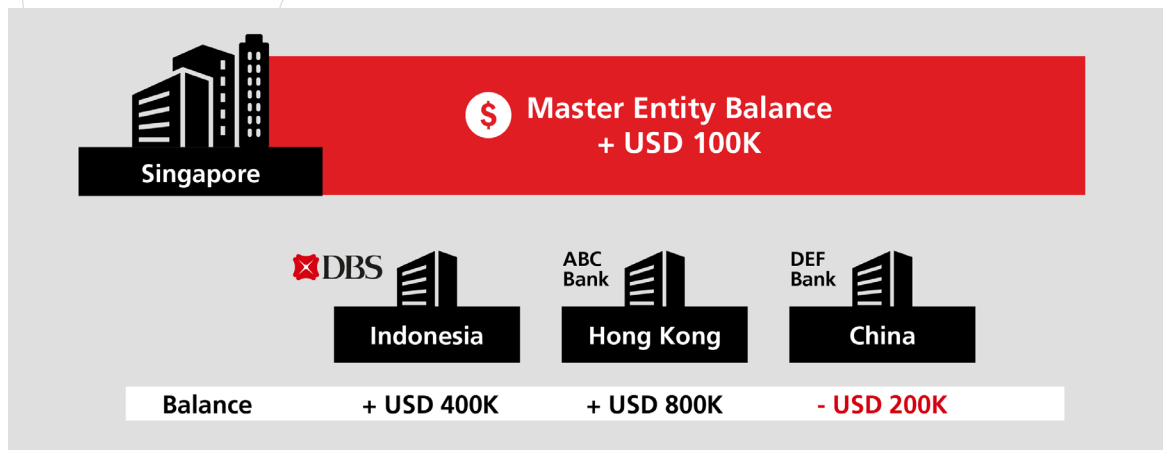 $ Master Entity Balance
+ USD 100K
Singapore
DBS
ABC
Bank
DEF
Bank
Indonesia
Hong Kong
China
Balance + USD 400K + USD 800K - USD 200K